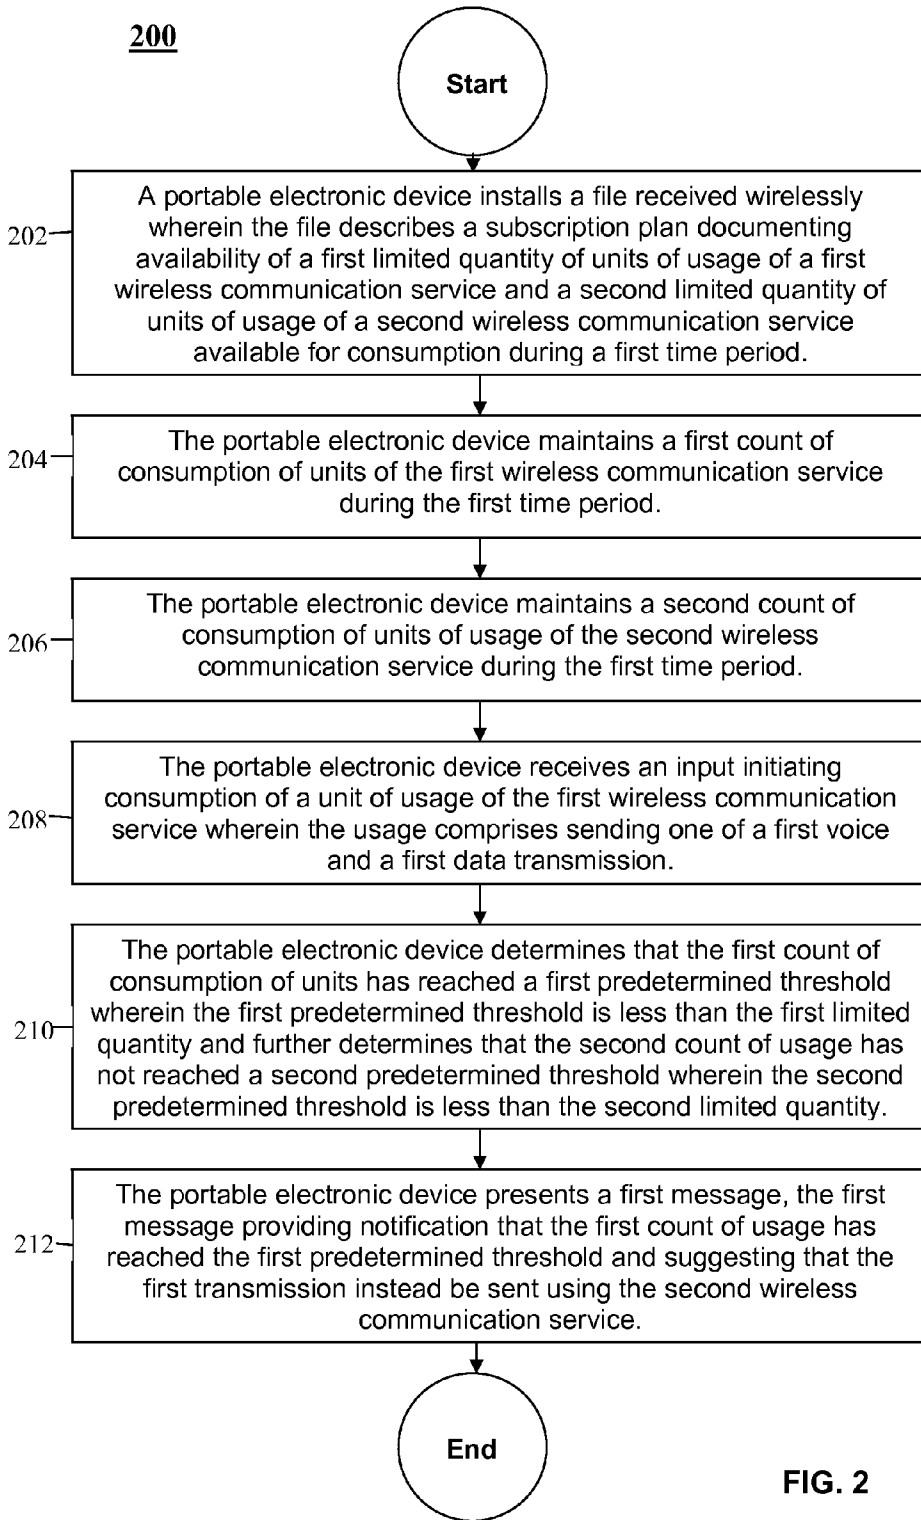 200
Start
202
A portable electronic device installs a file received wirelessly
wherein the file describes a subscription plan documenting
availability of a first limited quantity of units of usage of a first
wireless communication service and a second limited quantity of
units of usage of a second wireless communication service
available for consumption during a first time period.
204
The portable electronic device maintains a first count of
consumption of units of the first wireless communication service
during the first time period.
206
The portable electronic device maintains a second count of
consumption of units of usage of the second wireless
communication service during the first time period.
208
The portable electronic device receives an input initiating
consumption of a unit of usage of the first wireless communication
service wherein the usage comprises sending one of a first voice
and a first data transmission.
210
The portable electronic device determines that the first count of
consumption of units has reached a first predetermined threshold
wherein the first predetermined threshold is less than the first limited
quantity and further determines that the second count of usage has
not reached a second predetermined threshold wherein the second
predetermined threshold is less than the second limited quantity.
212
The portable electronic device presents a first message, the first
message providing notification that the first count of usage has
reached the first predetermined threshold and suggesting that the
first transmission instead be sent using the second wireless
communication service.
End
FIG. 2